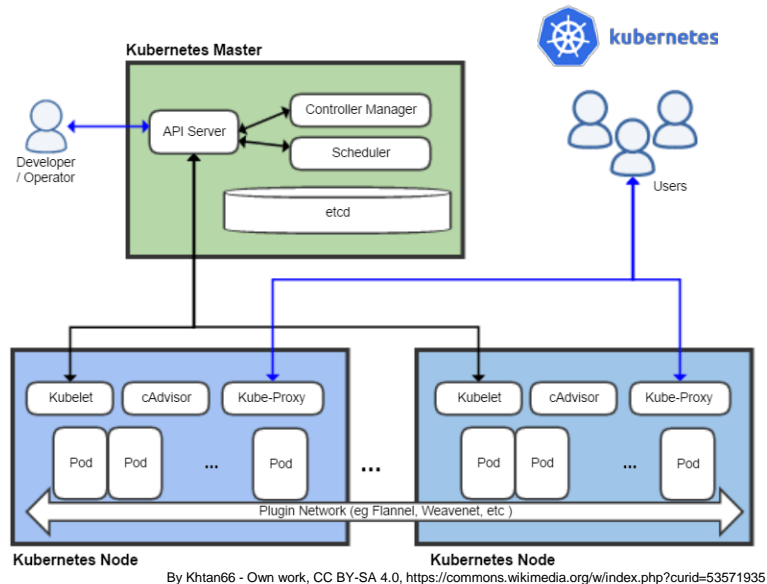 kubernetes
Kubernetes Master
API Server
Controller Manager
Scheduler
etcd
Developer
/ Operator
Users
Kubelet
cAdvisor
Kube-Proxy
Pod
Pod
...
Pod
Kubernetes Node
...
Kubelet
cAdvisor
Kube-Proxy
Pod
Pod
...
Pod
Plugin Network (eg Flannel, Weavenet, etc )
Kubernetes Node
By Khtan66 - Own work, CC BY-SA 4.0, https://commons.wikimedia.org/w/index.php?curid=53571935